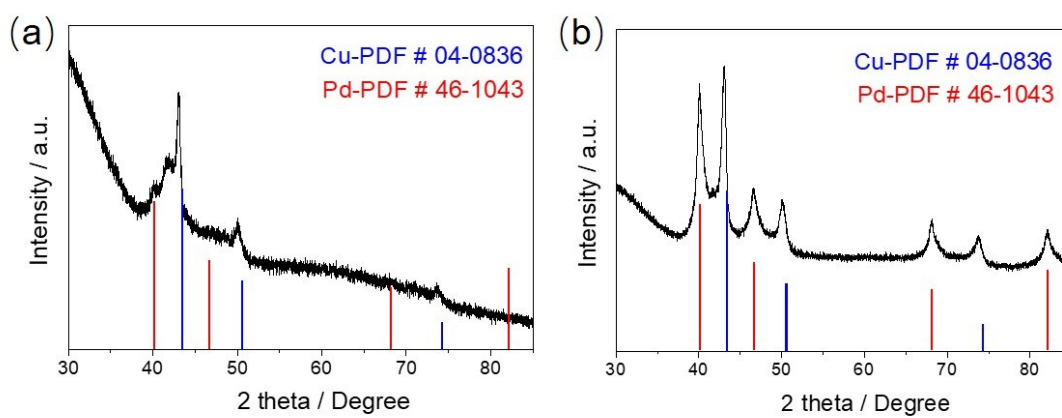 (a)
Cu-PDF # 04-0836
Pd-PDF # 46-1043
Intensity / a.u.
30 40 50 60 70 80
2 theta / Degree
(b)
Cu-PDF # 04-0836
Pd-PDF # 46-1043
Intensity / a.u.
30 40 50 60 70 80
2 theta / Degree